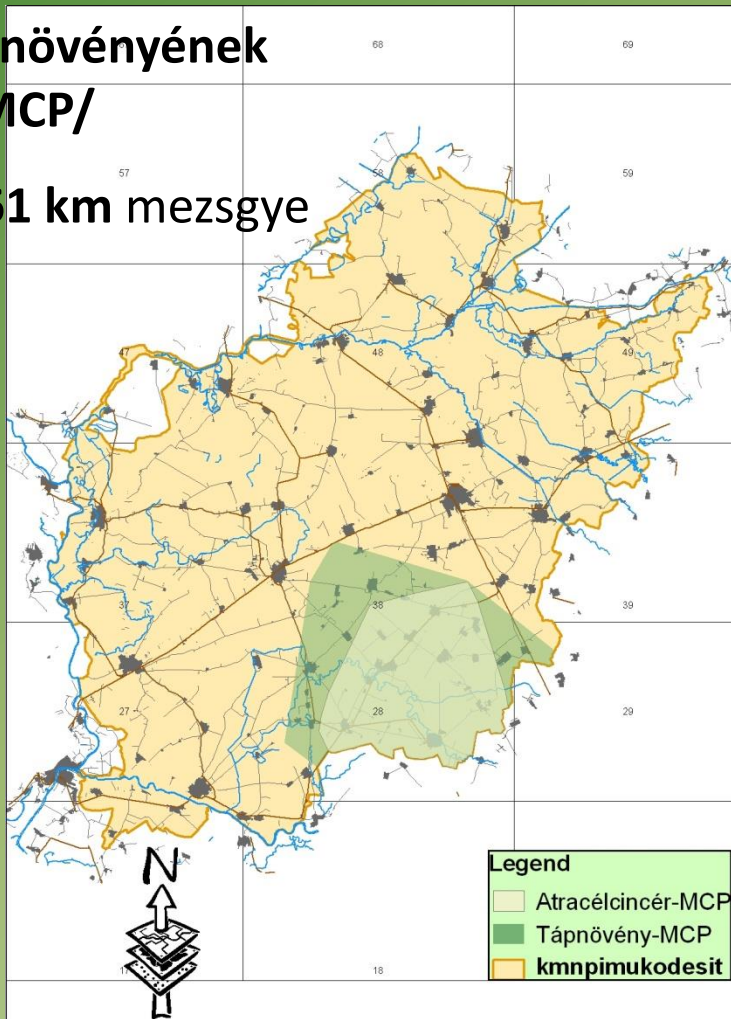 növényének
MCP/
61 km mezsgye
68
69
57
58
59
47
48
49
37
38
39
27
28
29
N
17
18
Legend
Atracélcincér-MCP
Tápnövény-MCP
kmnpimukodesit